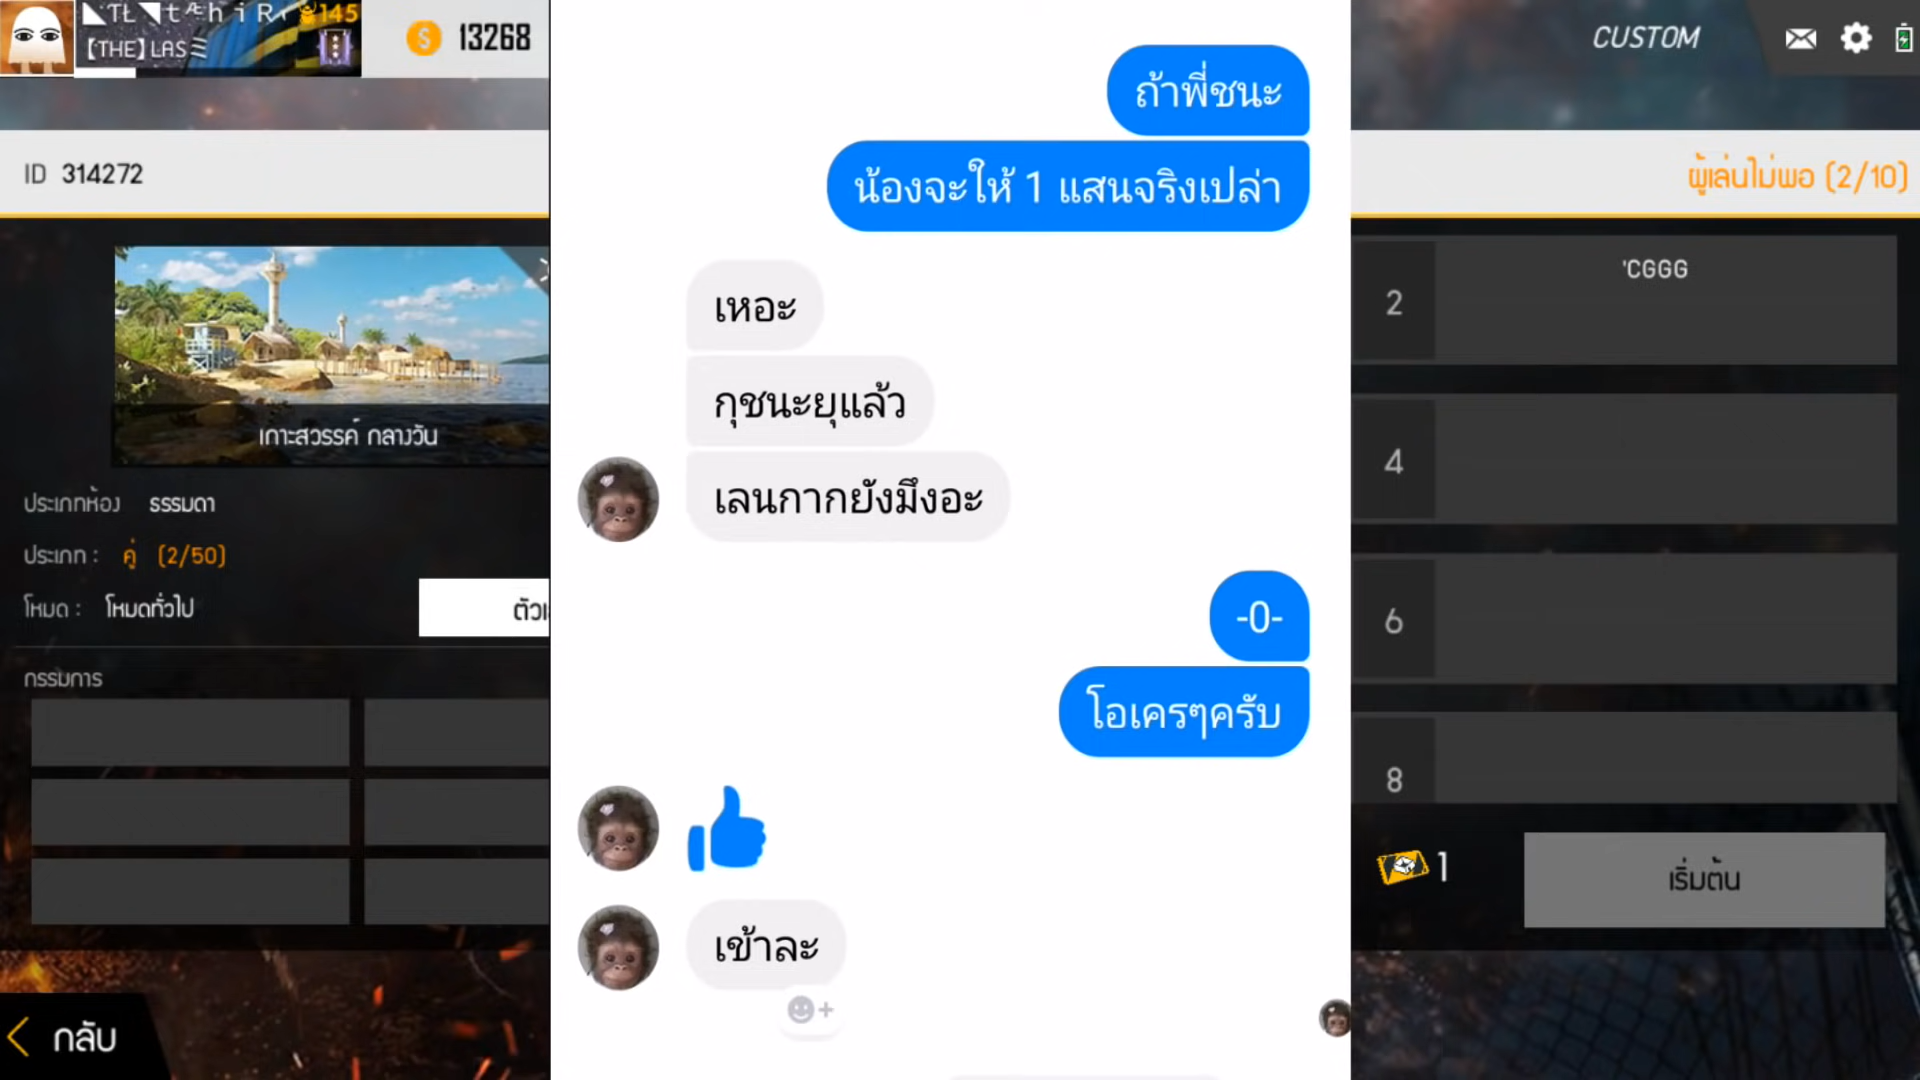 145
【THE】LAS
13268
CUSTOM
ID 314272
ผู้เล่นไม่พอ (2/10)
เกาะสวรรค์ กลางวัน
ประเภทห้อง ธรรมดา
ประเภท : คู่ (2/50)
โหมด : โหมดทั่วไป
กรรมการ
กลับ
ถ้าพี่ชนะ
น้องจะให้ 1 แสนจริงเปล่า
เหอะ
กุชนะยุแล้ว
เลนกากยังมึงอะ
-0-
โอเครๆครับ
เข้าละ
2
'CGGG
4
6
8
1
เริ่มต้น